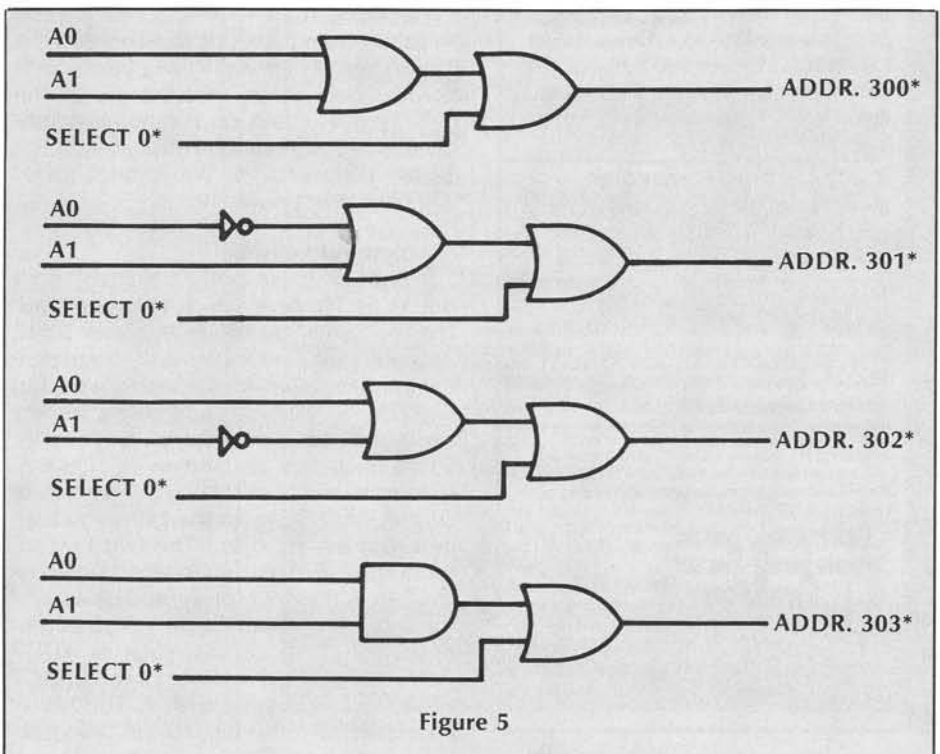 A0
A1
SELECT 0*
ADDR. 300*
A0
A1
SELECT 0*
ADDR. 301*
A0
A1
SELECT 0*
ADDR. 302*
A0
A1
SELECT 0*
ADDR. 303*
Figure 5